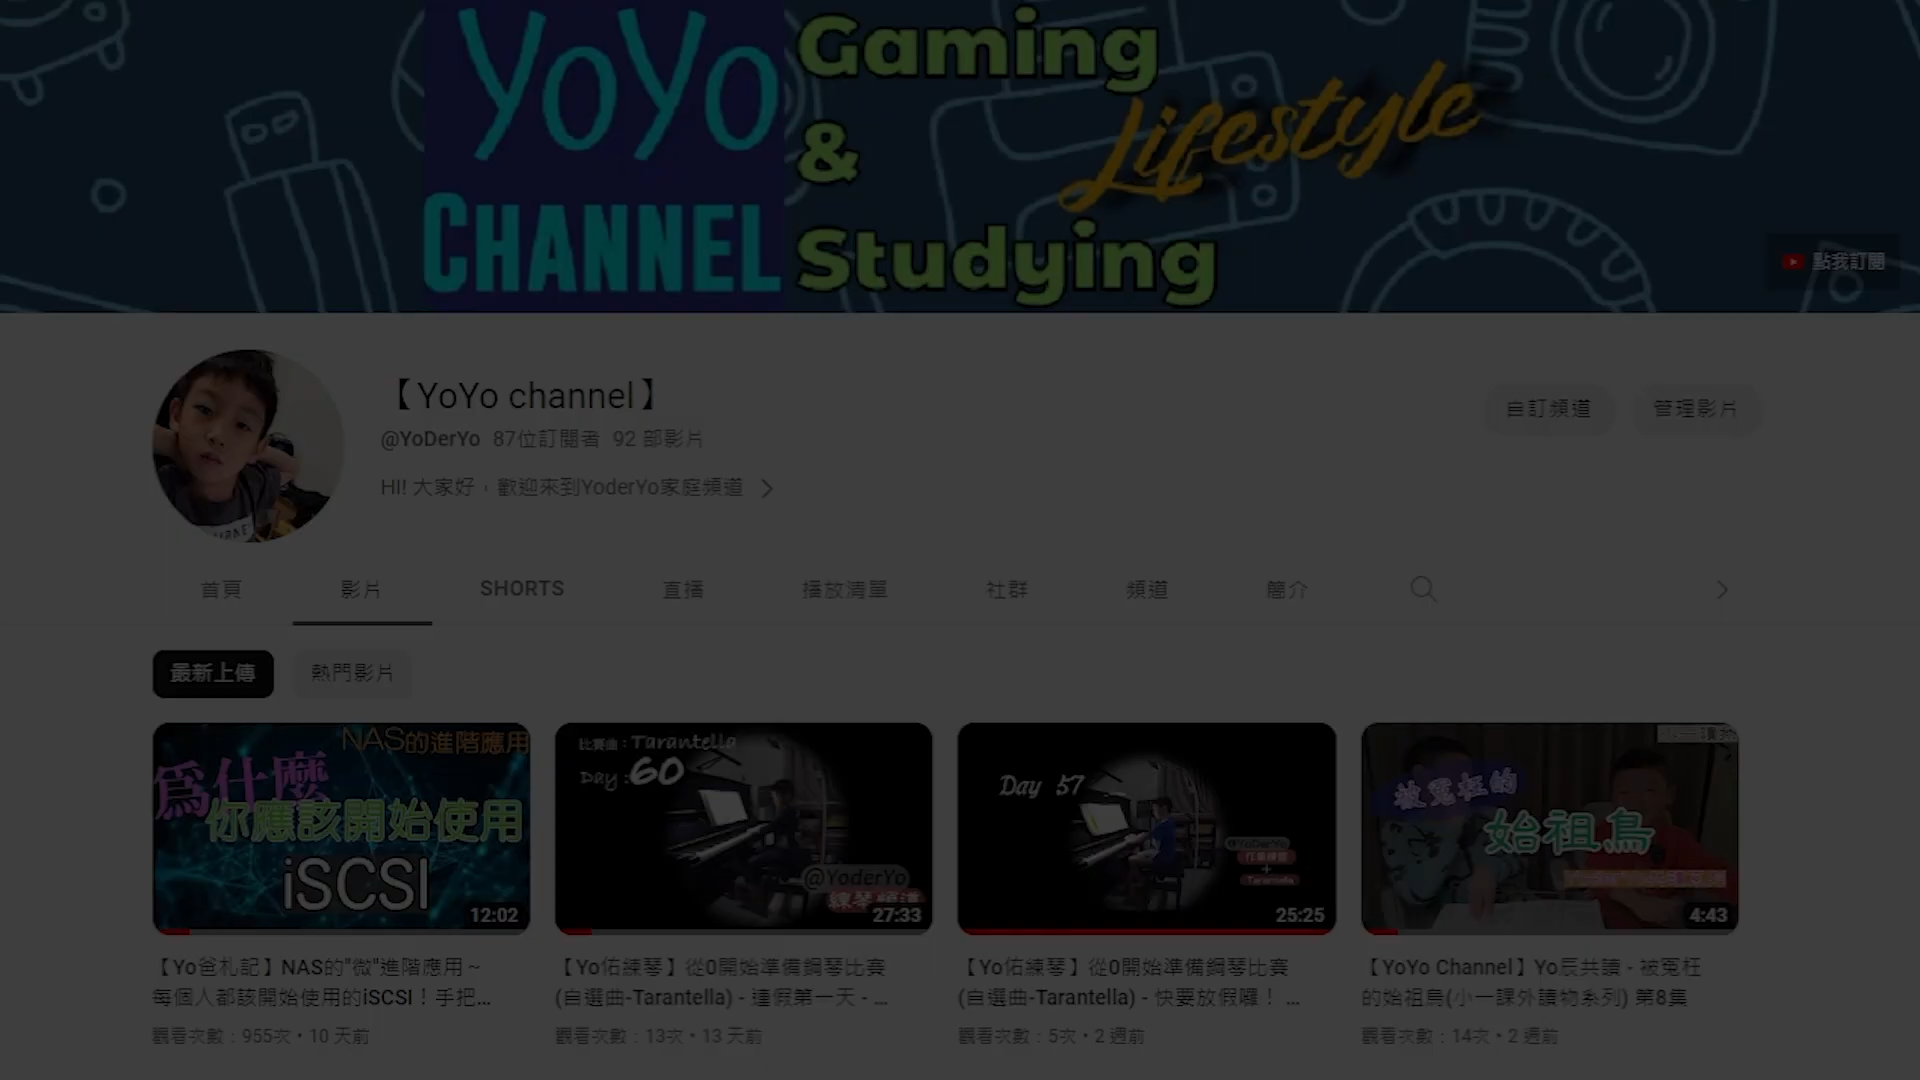 YoYo
CHANNEL
Gaming
&
Studying
Lifestyle
點我訂閱
【YoYo channel】
@YoDerYo 87位訂閱者 92 部影片
HI! 大家好，歡迎來到YoderYo家庭頻道
自訂頻道
管理影片
首頁
影片
SHORTS
直播
播放清單
社群
頻道
簡介
最新上傳
熱門影片
NAS的進階應用
為什麼
你應該開始使用
iSCSI
12:02
比賽曲：Tarantella
Day :60
@YoderYo
27:33
Day 57
@YoDerYo
+
Tarantella
25:25
被冤枉的
始祖鳥
4:43
【Yo爸札記】NAS的"微"進階應用～
每個人都該開始使用的iSCSI！手把...
觀看次數：955次・10 天前
【Yo佑練琴】從0開始準備鋼琴比賽
(自選曲-Tarantella) - 連假第一天 - ...
觀看次數：13次・13 天前
【Yo佑練琴】從0開始準備鋼琴比賽
(自選曲-Tarantella) - 快要放假囉！ ...
觀看次數：5次・2 週前
【YoYo Channel】Yo辰共讀 - 被冤枉
的始祖鳥(小一課外讀物系列) 第8集
觀看次數：14次・2 週前